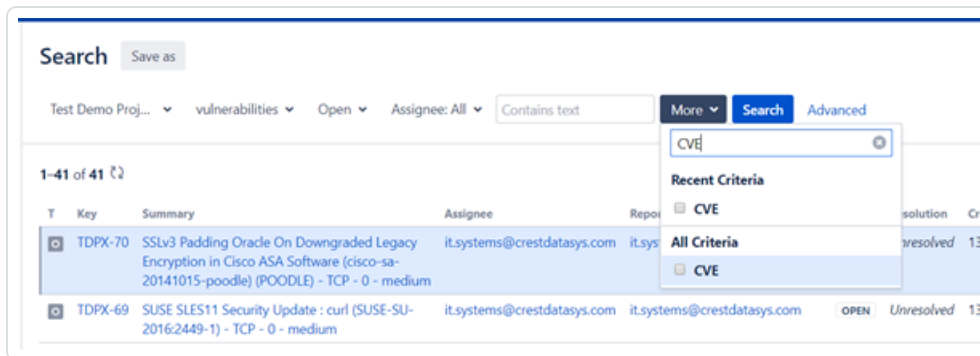 Search Save as
Test Demo Proj... vulnerabilities Open Assignee: All Contains text More Search Advanced
CVE
Recent Criteria
CVE
All Criteria
CVE
1–41 of 41
T Key Summary Assignee Repor solution Cr
TDPX-70 SSLv3 Padding Oracle On Downgraded Legacy it.systems@crestdatasys.com it.sys nresolved 13
Encryption in Cisco ASA Software (cisco-sa-
20141015-poodle) (POODLE) - TCP - 0 - medium
TDPX-69 SUSE SLES11 Security Update : curl (SUSE-SU- it.systems@crestdatasys.com it.systems@crestdatasys.com OPEN Unresolved 13
2016:2449-1) - TCP - 0 - medium